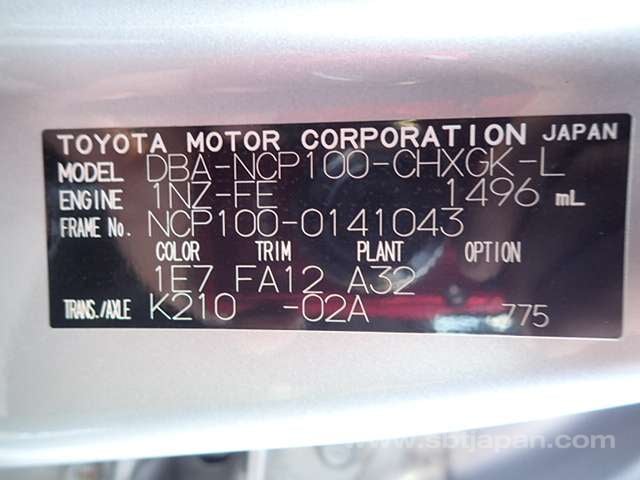 TOYOTA MOTOR CORPORATION JAPAN
MODEL DBA-NCP100-CHXGK-L
ENGINE 1NZ-FE 1496 mL
FRAME No. NCP100-0141043
COLOR TRIM PLANT OPTION
1E7 FA12 A32
TRANS./AXLE K210 -02A 775
www.sbtjapan.com